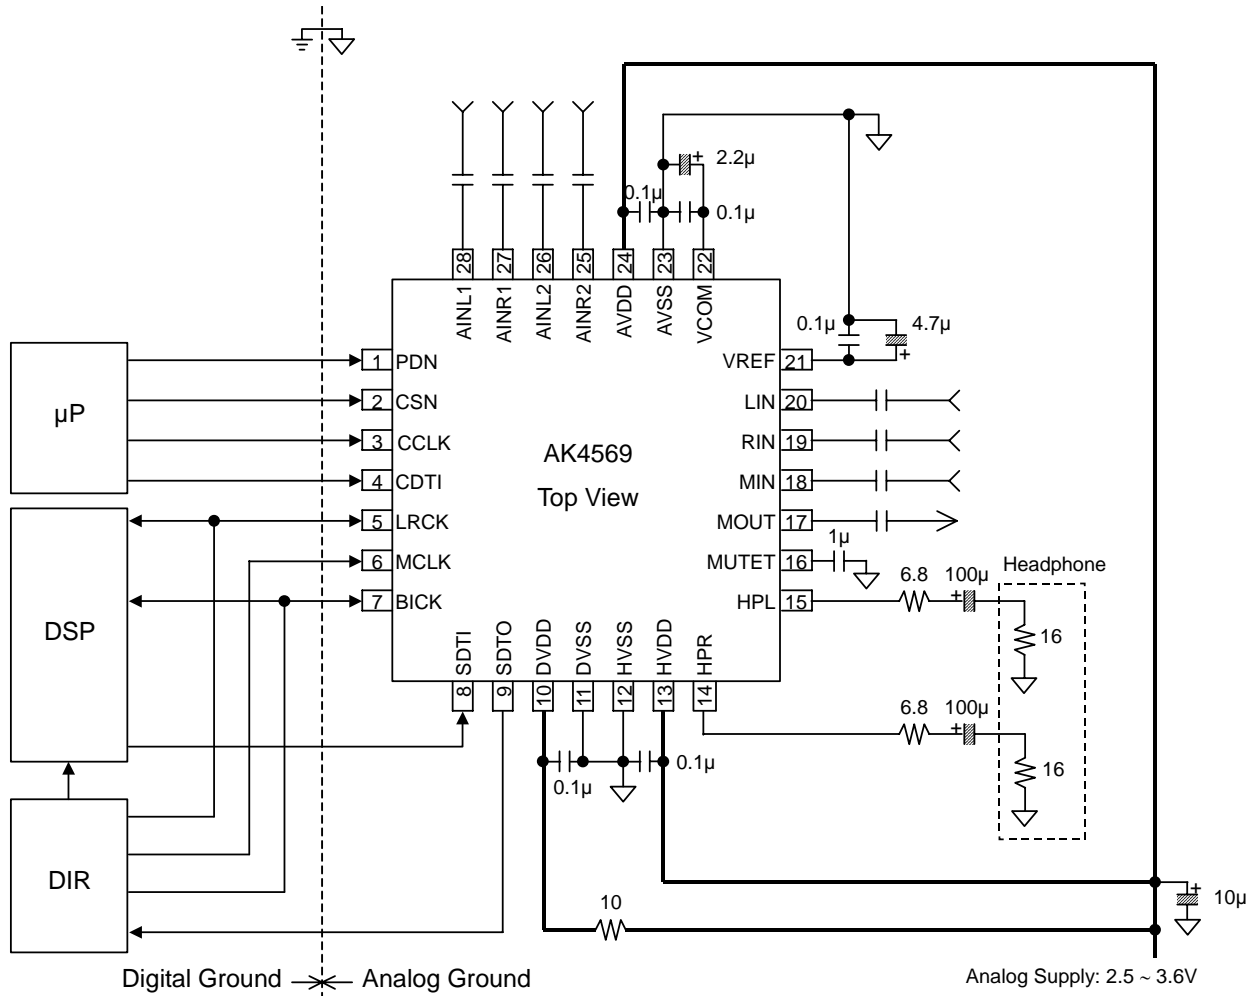 2.2µ
0.1µ
0.1µ
28
27
26
25
24
23
22
AINL1
AINR1
AINL2
AINR2
AVDD
AVSS
VCOM
0.1µ
4.7µ
+
+
µP
1 PDN
2 CSN
3 CCLK
4 CDTI
5 LRCK
6 MCLK
7 BICK
VREF 21
LIN 20
RIN 19
MIN 18
MOUT 17
MUTET 16
HPL 15
AK4569
Top View
1µ
6.8
100µ
+
Headphone
16
DSP
SDTI
SDTO
DVDD
DVSS
HVSS
HVDD
HPR
8
9
10
11
12
13
14
6.8
100µ
+
16
0.1µ
0.1µ
DIR
10
+
10µ
Digital Ground
Analog Ground
Analog Supply: 2.5 ~ 3.6V